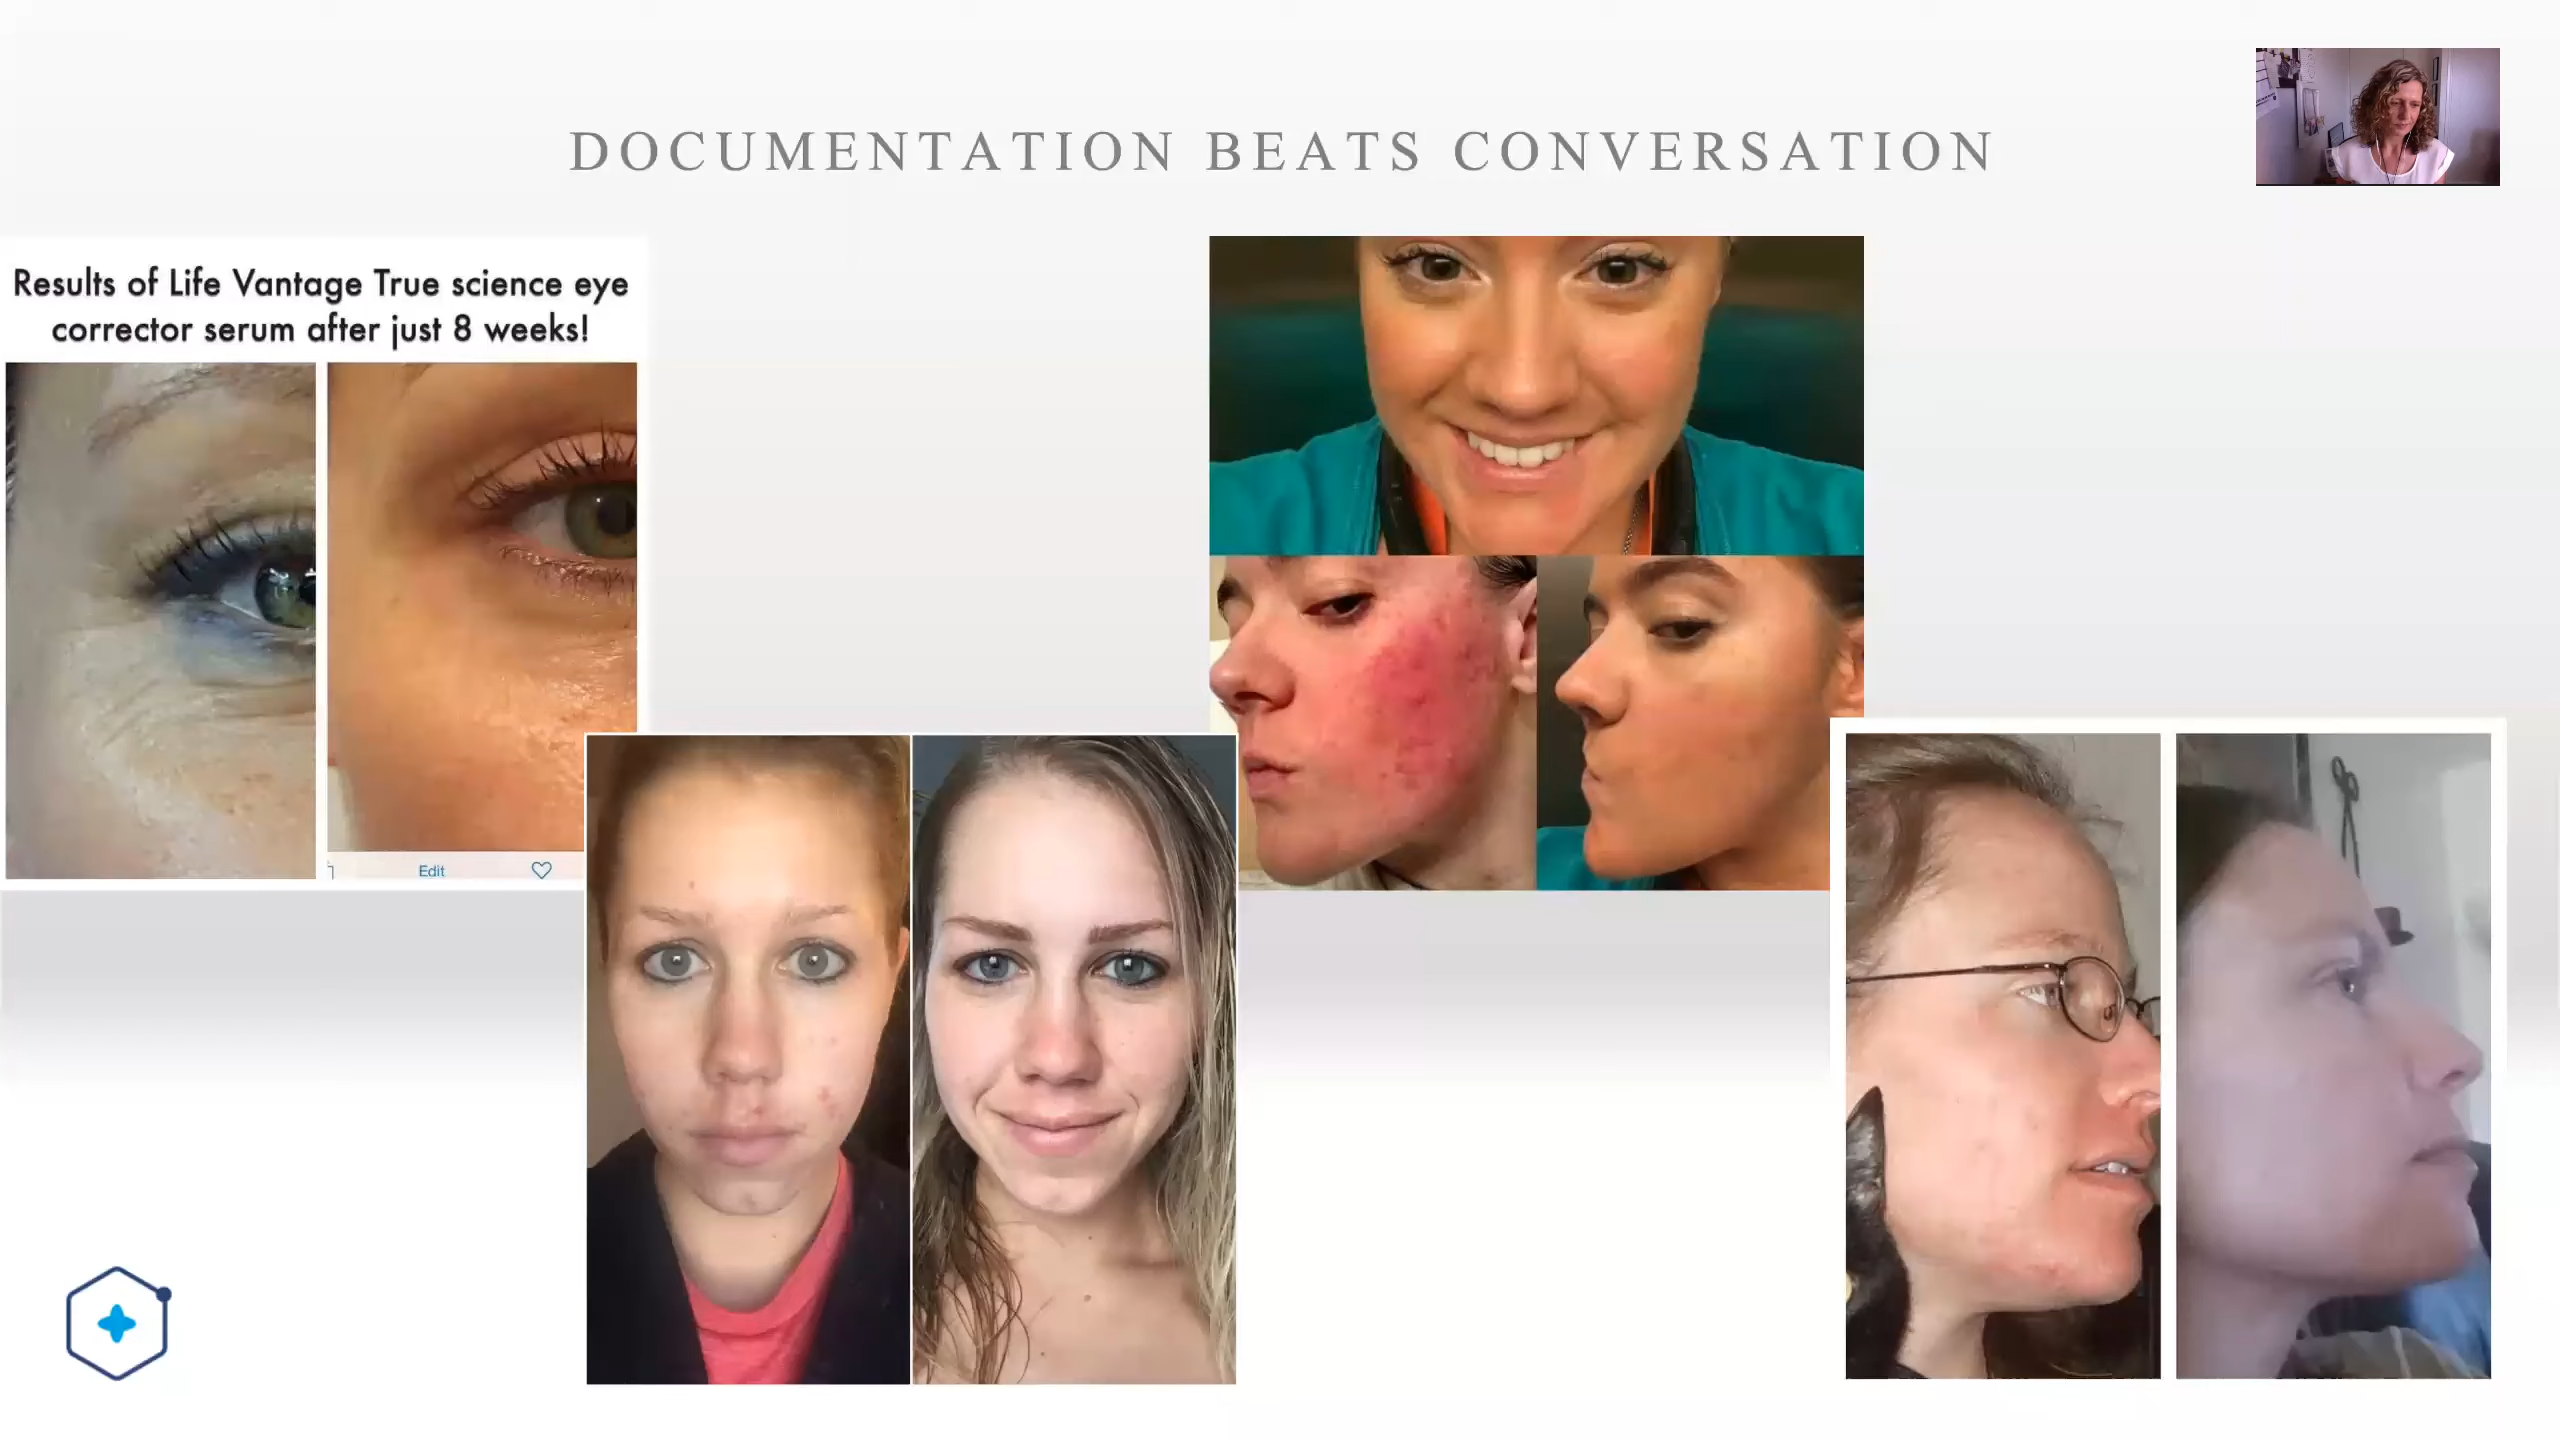 DOCUMENTATION BEATS CONVERSATION
Results of Life Vantage True science eye
corrector serum after just 8 weeks!
Edit